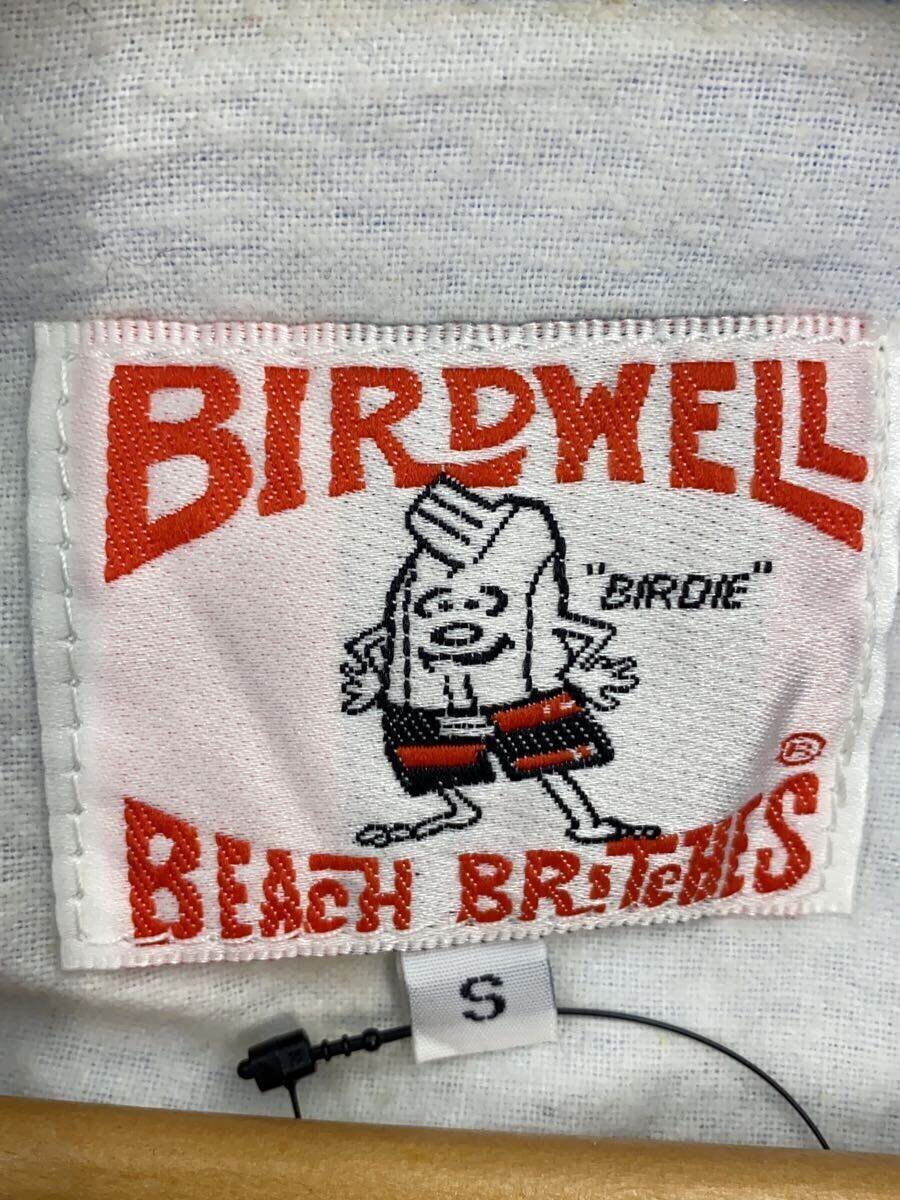 BIRDWELL
"BIRDIE"
®
BEACH BRITCHES
S